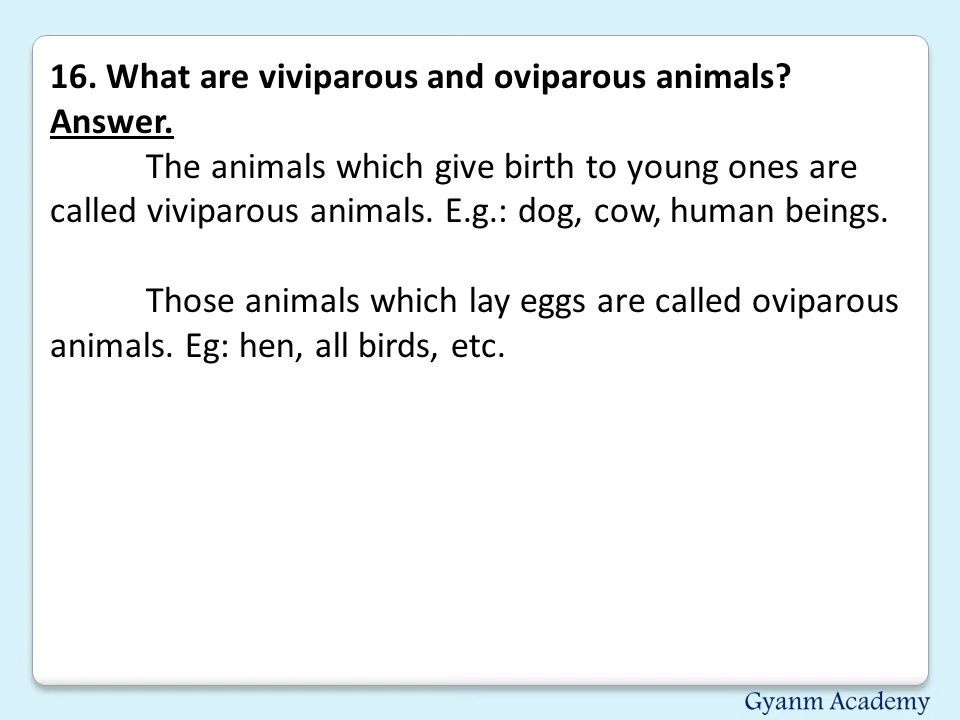 16. What are viviparous and oviparous animals?
Answer.
The animals which give birth to young ones are
called viviparous animals. E.g.: dog, cow, human beings.
Those animals which lay eggs are called oviparous
animals. Eg: hen, all birds, etc.
Gyanm Academy